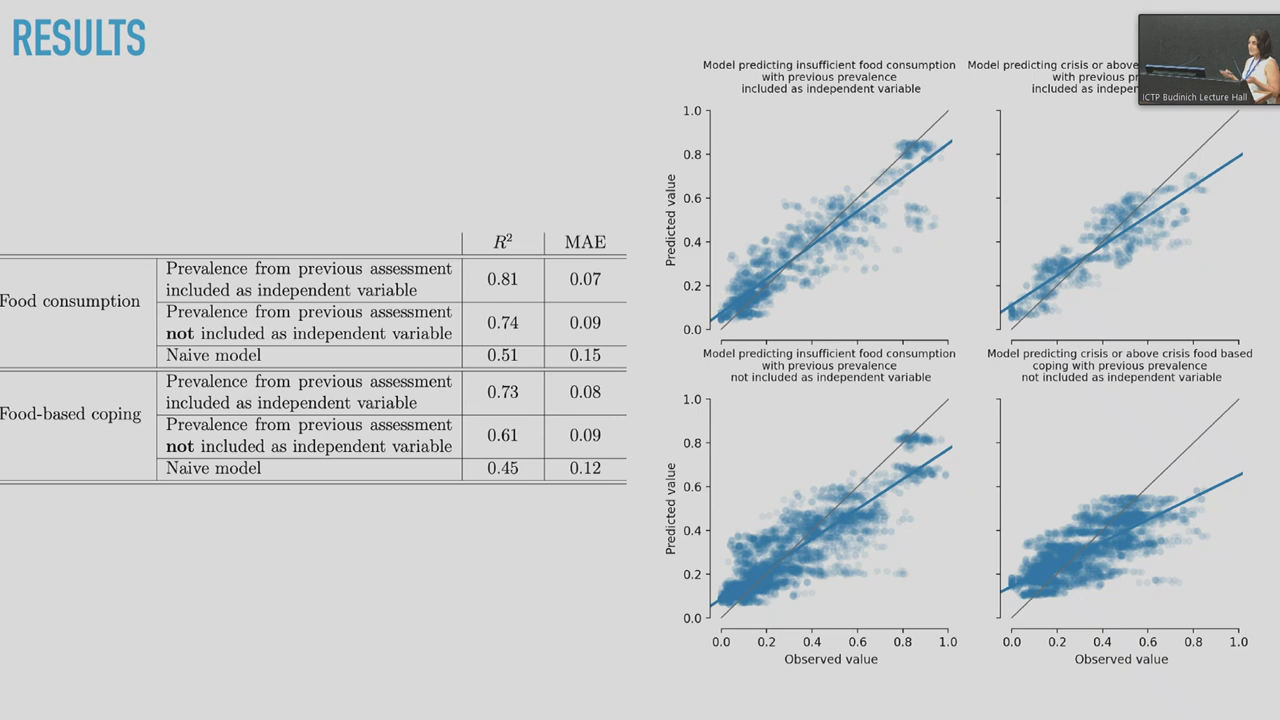 RESULTS
R² MAE
Food consumption
Prevalence from previous assessment
included as independent variable
0.81 0.07
Prevalence from previous assessment
not included as independent variable
0.74 0.09
Naive model 0.51 0.15
Food-based coping
Prevalence from previous assessment
included as independent variable
0.73 0.08
Prevalence from previous assessment
not included as independent variable
0.61 0.09
Naive model 0.45 0.12
Model predicting insufficient food consumption
with previous prevalence
included as independent variable
1.0
0.8
0.6
0.4
0.2
0.0
Predicted value
Model predicting crisis or above
with previous
included as
ICTP Budinich Lecture Hall
Model predicting insufficient food consumption
with previous prevalence
not included as independent variable
1.0
0.8
0.6
0.4
0.2
0.0
Predicted value
0.0 0.2 0.4 0.6 0.8 1.0
Observed value
Model predicting crisis or above crisis food based
coping with previous prevalence
not included as independent variable
0.0 0.2 0.4 0.6 0.8 1.0
Observed value